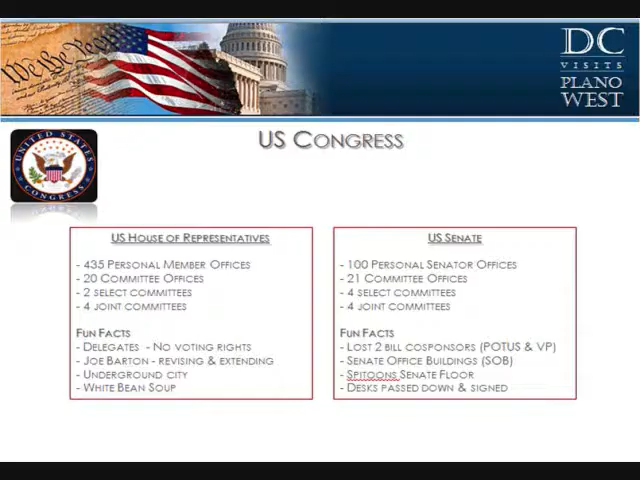 We the People
DC
VISITS
PLANO
WEST
US CONGRESS
UNITED STATES
CONGRESS
US HOUSE OF REPRESENTATIVES
- 435 PERSONAL MEMBER OFFICES
- 20 COMMITTEE OFFICES
- 2 SELECT COMMITTEES
- 4 JOINT COMMITTEES
FUN FACTS
- DELEGATES - NO VOTING RIGHTS
- JOE BARTON - REVISING & EXTENDING
- UNDERGROUND CITY
- WHITE BEAN SOUP
US SENATE
- 100 PERSONAL SENATOR OFFICES
- 21 COMMITTEE OFFICES
- 4 SELECT COMMITTEES
- 4 JOINT COMMITTEES
FUN FACTS
- LOST 2 BILL COSPONSORS (POTUS & VP)
- SENATE OFFICE BUILDINGS (SOB)
- SPITOONS SENATE FLOOR
- DESKS PASSED DOWN & SIGNED